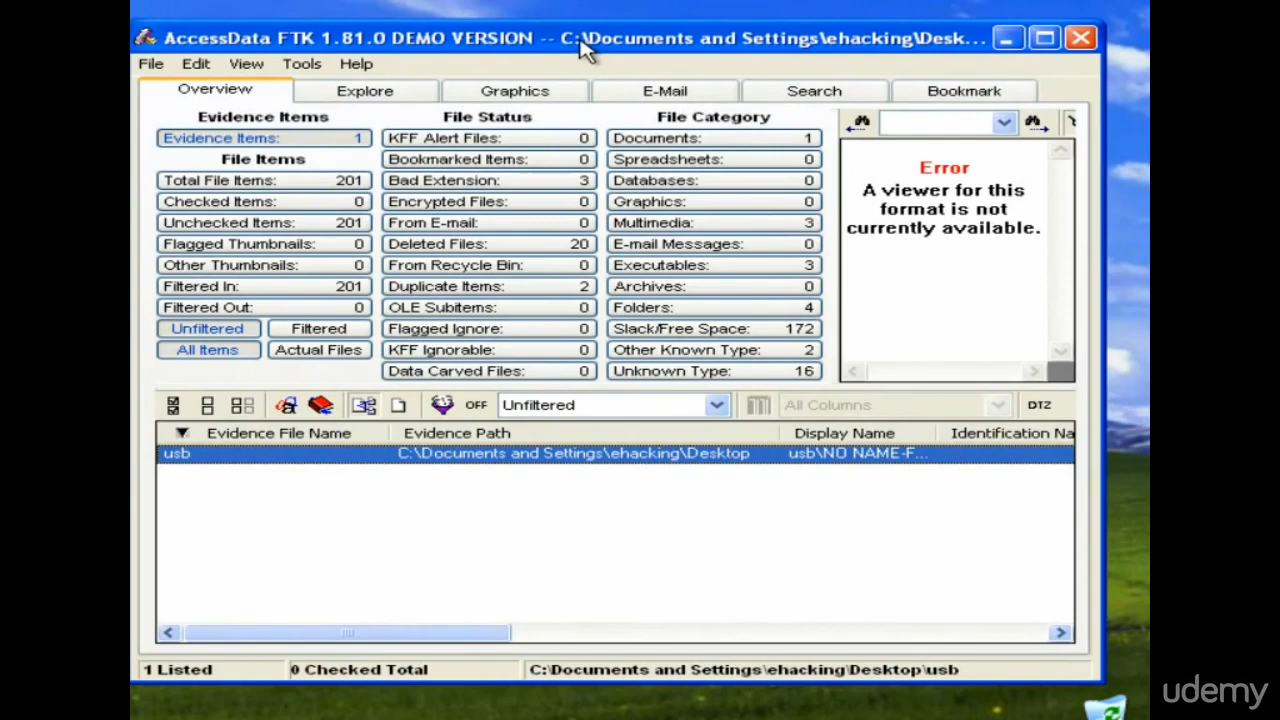 AccessData FTK 1.81.0 DEMO VERSION -- C:\Documents and Settings\ehacking\Desk...
File Edit View Tools Help
Overview Explore Graphics E-Mail Search Bookmark
Evidence Items File Status File Category
Evidence Items: 1 KFF Alert Files: 0 Documents: 1
File Items Bookmarked Items: 0 Spreadsheets: 0
Total File Items: 201 Bad Extension: 3 Databases: 0
Checked Items: 0 Encrypted Files: 0 Graphics: 0
Unchecked Items: 201 From E-mail: 0 Multimedia: 3
Flagged Thumbnails: 0 Deleted Files: 20 E-mail Messages: 0
Other Thumbnails: 0 From Recycle Bin: 0 Executables: 3
Filtered In: 201 Duplicate Items: 2 Archives: 0
Filtered Out: 0 OLE Subitems: 0 Folders: 4
Unfiltered Filtered Flagged Ignore: 0 Slack/Free Space: 172
All Items Actual Files KFF Ignorable: 0 Other Known Type: 2
Data Carved Files: 0 Unknown Type: 16
Error
A viewer for this
format is not
currently available.
OFF Unfiltered All Columns DTZ
Evidence File Name Evidence Path Display Name Identification Na
usb C:\Documents and Settings\ehacking\Desktop usb\NO NAME-F...
1 Listed 0 Checked Total C:\Documents and Settings\ehacking\Desktop\usb
udemy